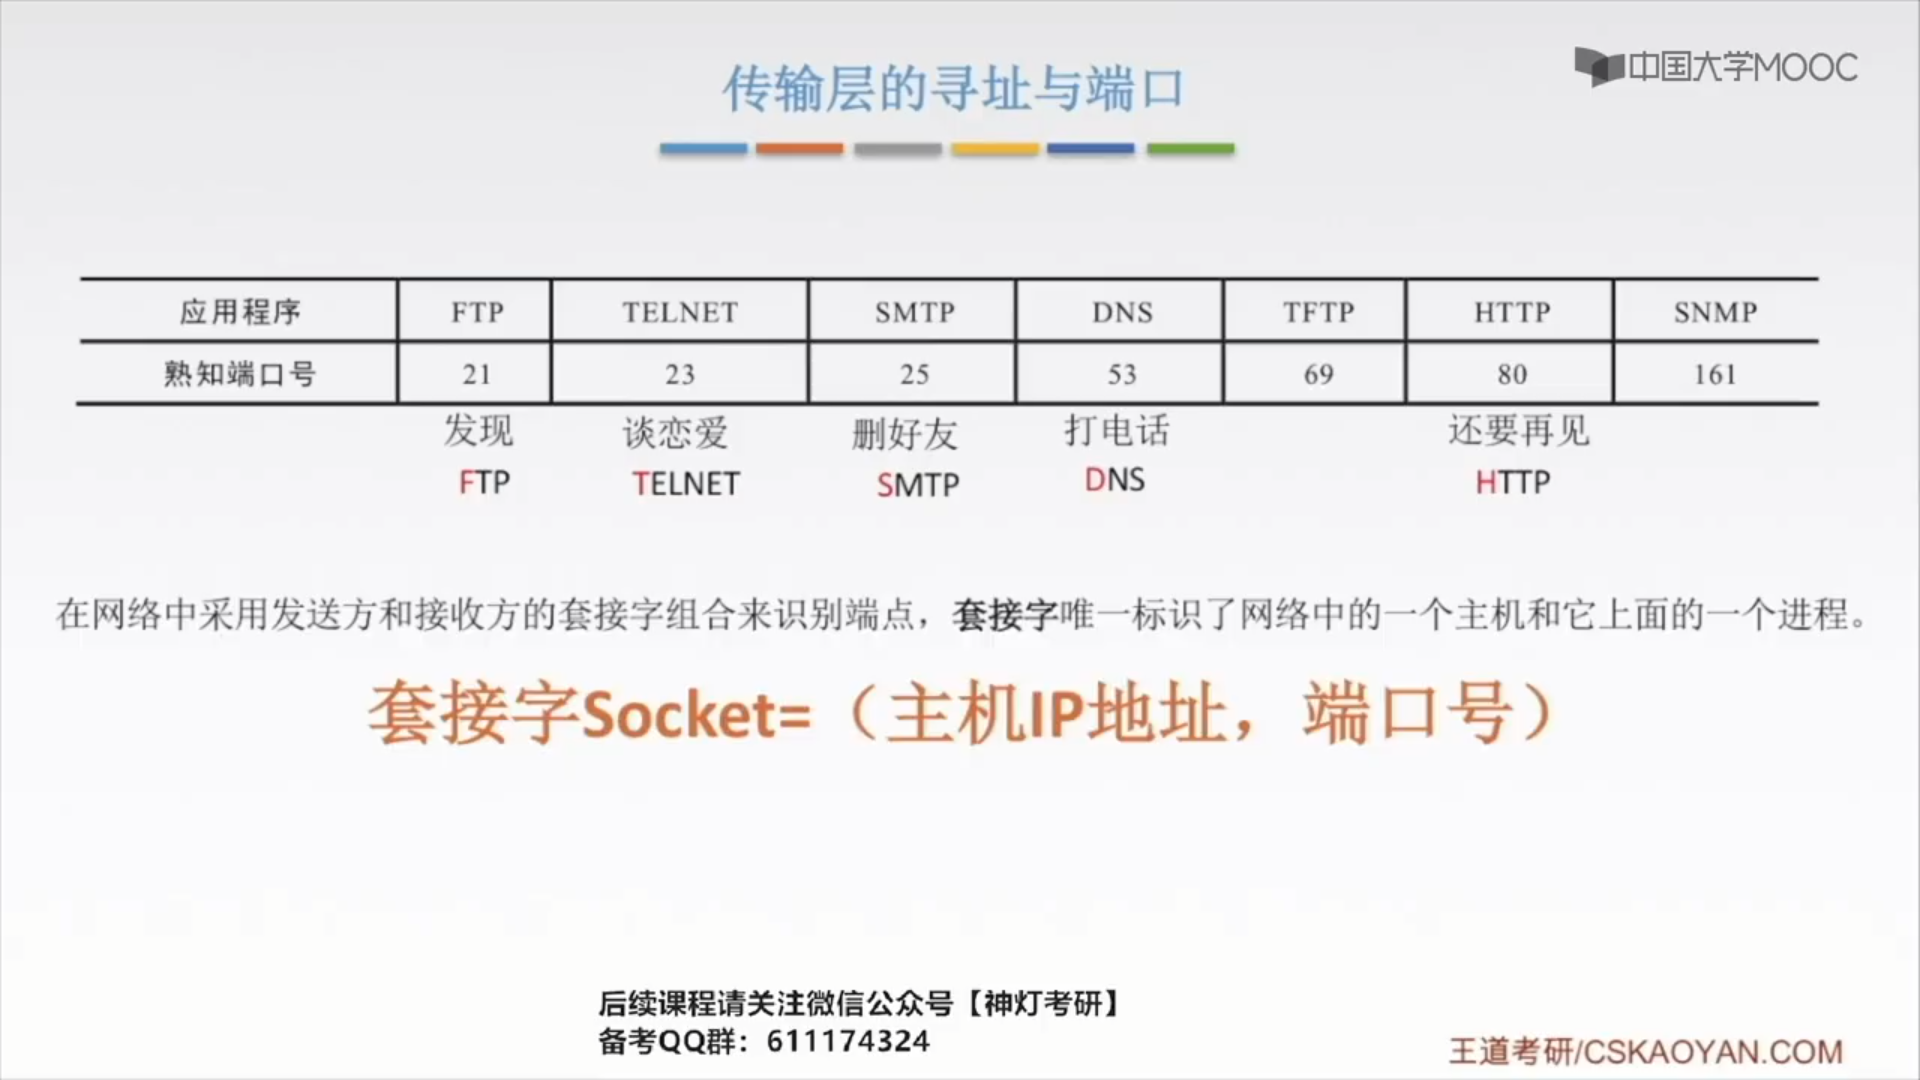 中国大学MOOC
传输层的寻址与端口
应用程序 FTP TELNET SMTP DNS TFTP HTTP SNMP
熟知端口号 21 23 25 53 69 80 161
发现 谈恋爱 删好友 打电话 还要再见
FTP TELNET SMTP DNS HTTP
在网络中采用发送方和接收方的套接字组合来识别端点，套接字唯一标识了网络中的一个主机和它上面的一个进程。
套接字Socket=（主机IP地址，端口号）
后续课程请关注微信公众号【神灯考研】
备考QQ群：611174324
王道考研/CSKAOYAN.COM